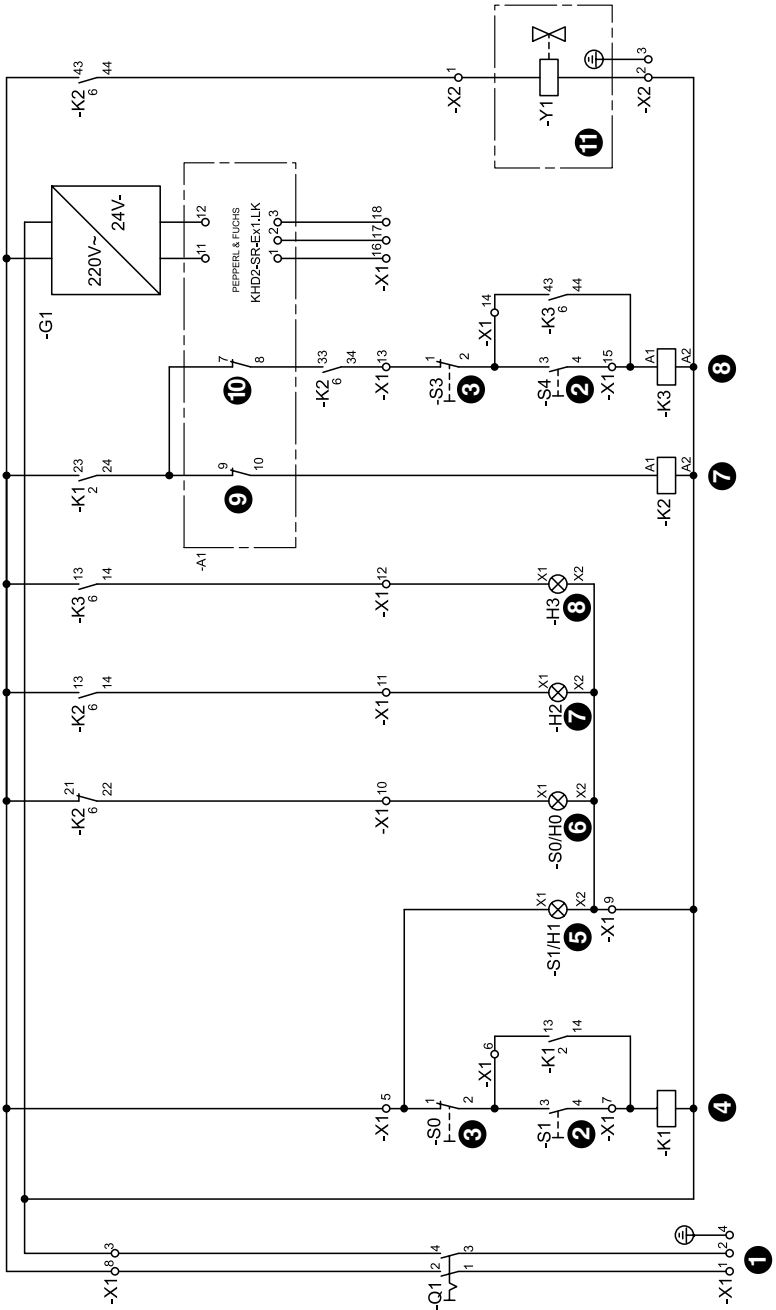 -X1 8 3
-Q1 2 4
1 3
-X1 1 2 4
1
-X1 5
-S0 1
2
3
-X1 6
-S1 3
4
2
-K1 13
2 14
-X1 7
-K1
4
-S1/H1 X1
X2
5
-X1 9
-K2 21
6 22
-X1 10
-S0/H0 X1
X2
6
-K2 13
6 14
-X1 11
-H2 X1
X2
7
-K3 13
6 14
-X1 12
-H3 X1
X2
8
-K1 23
2 24
-A1
9
10
9
-K2 A1
A2
7
7
8
10
-K2 33
6 34
-X1 13
-S3 1
2
3
-X1 14
-S4 3
4
2
-K3 43
6 44
-X1 15
-K3 A1
A2
8
-G1
220V~
24V-
11 12
PEPPERL & FUCHS
KHD2-SR-Ex1.LK
1 2 3
-X1 16 17 18
-K2 43
6 44
-X2 1
-Y1
11
-X2 2 3